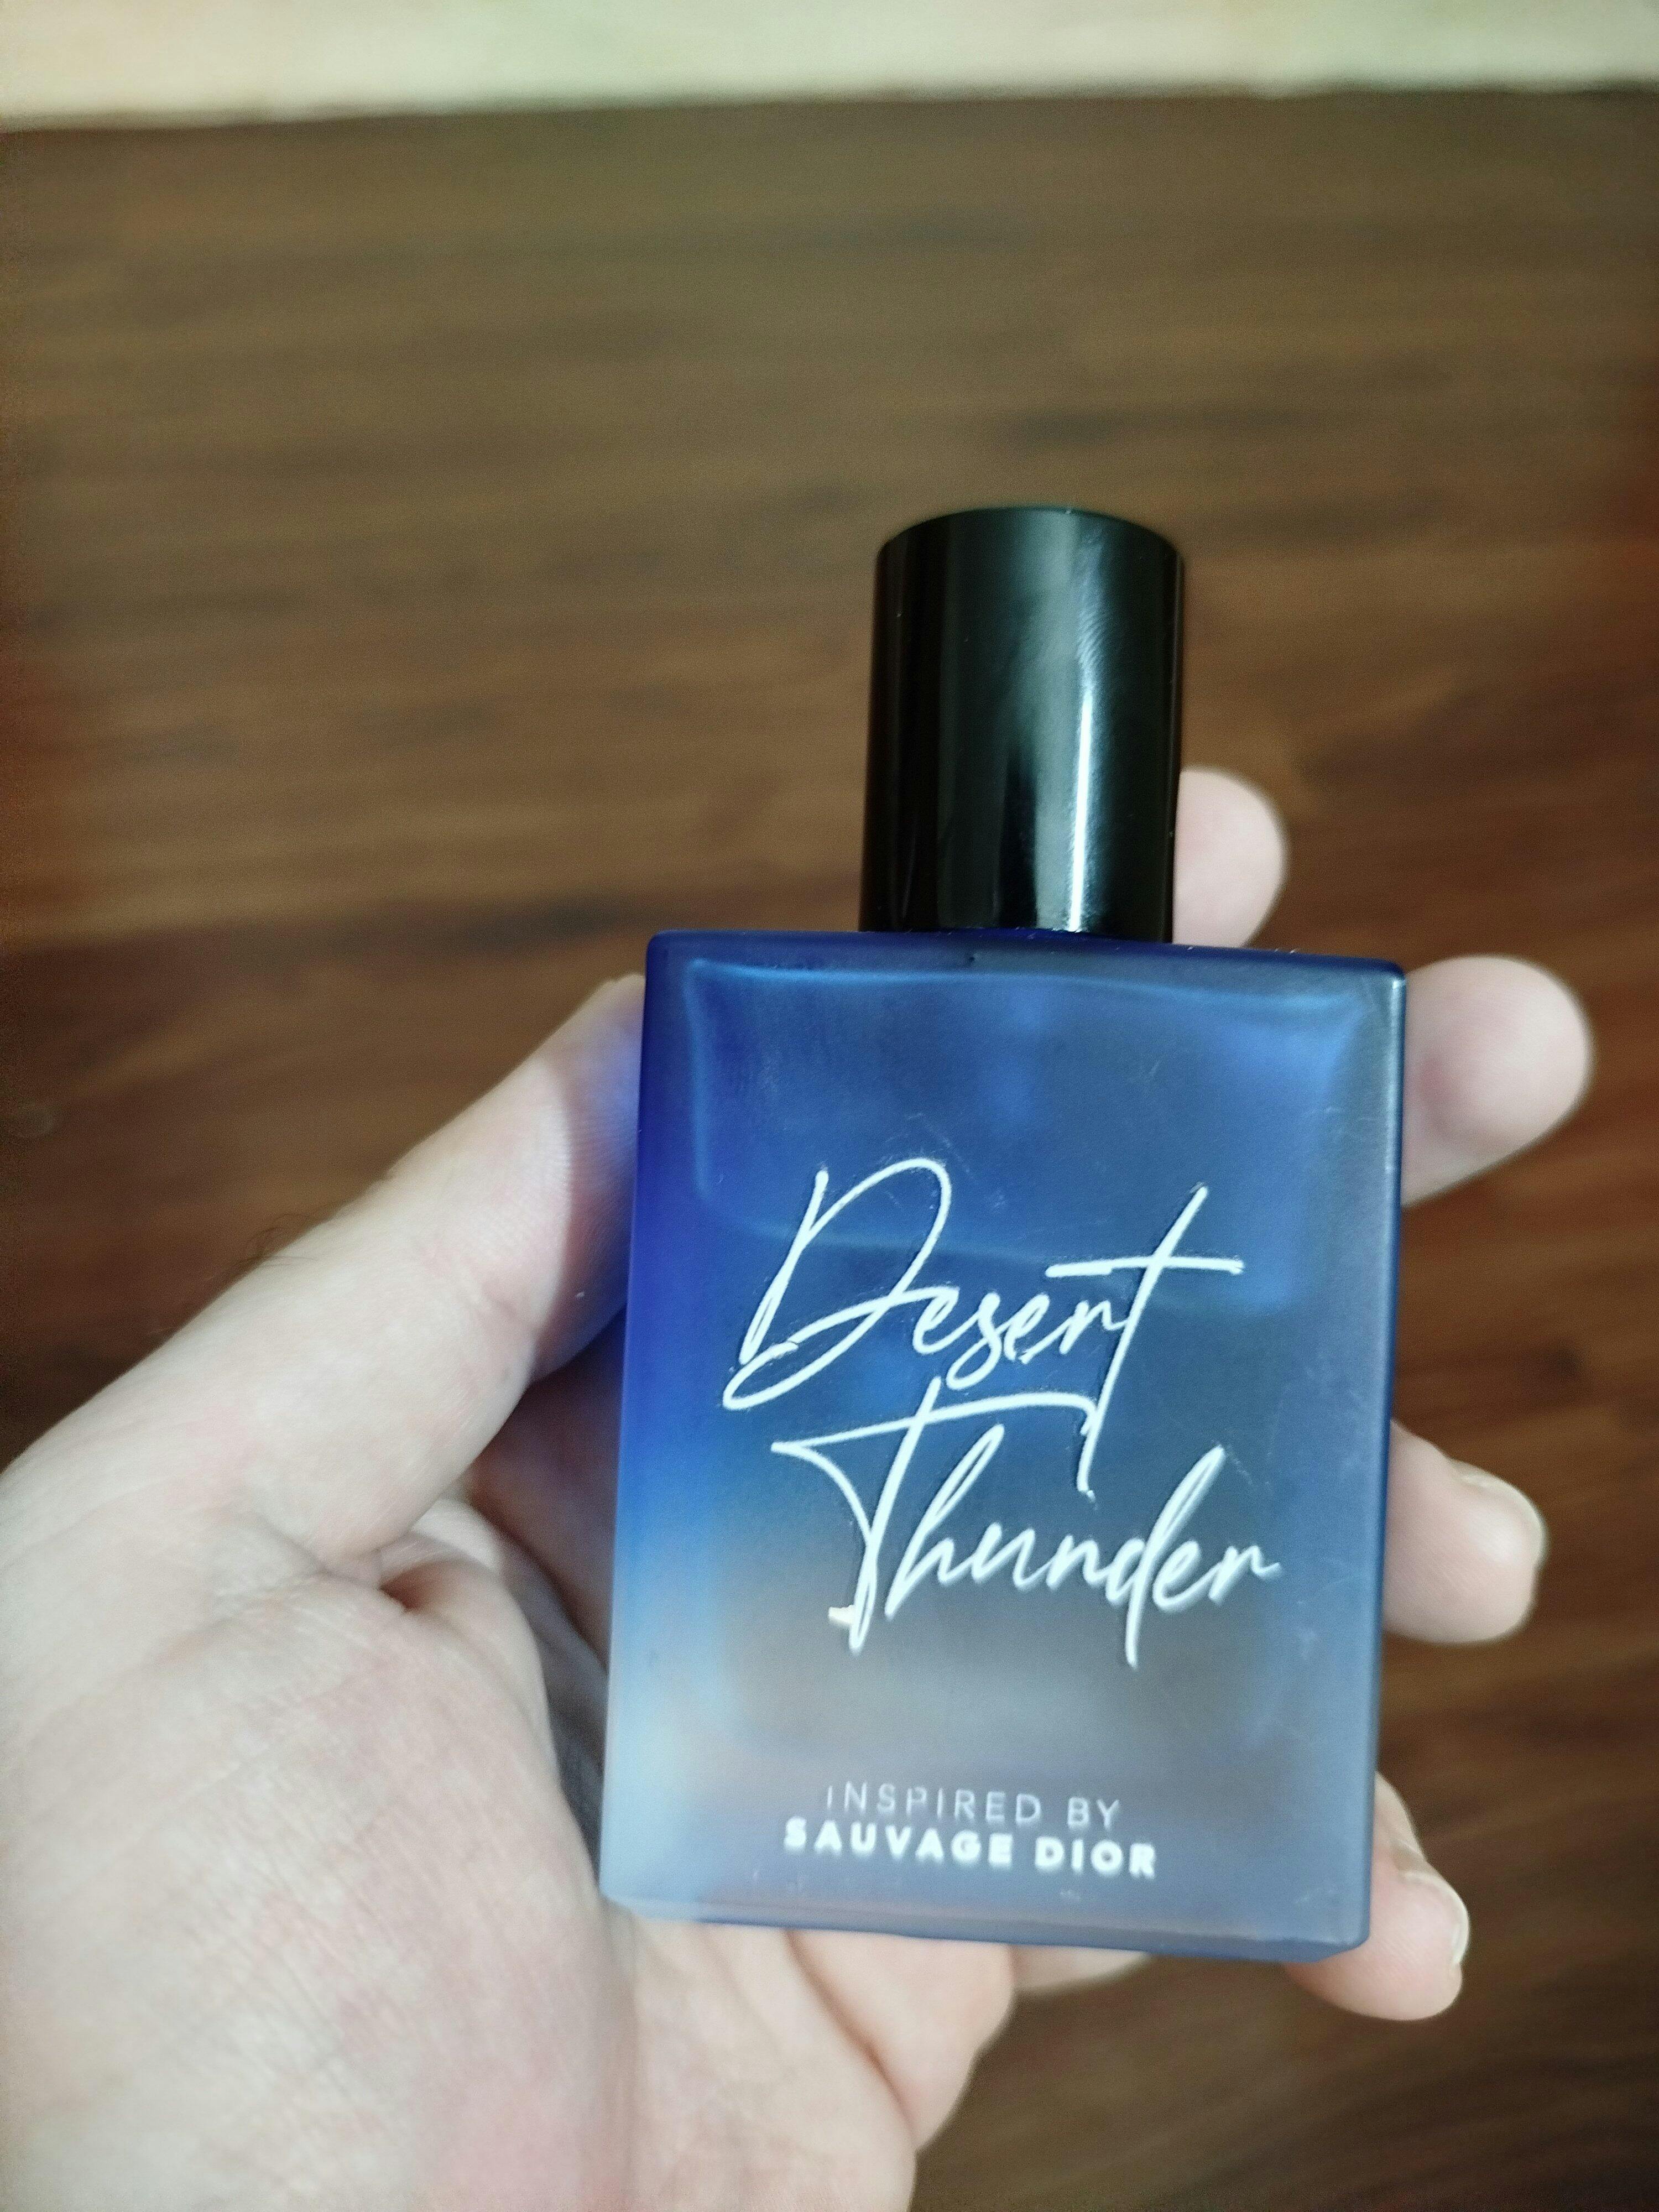 Desert
Thunder
INSPIRED BY
SAUVAGE DIOR